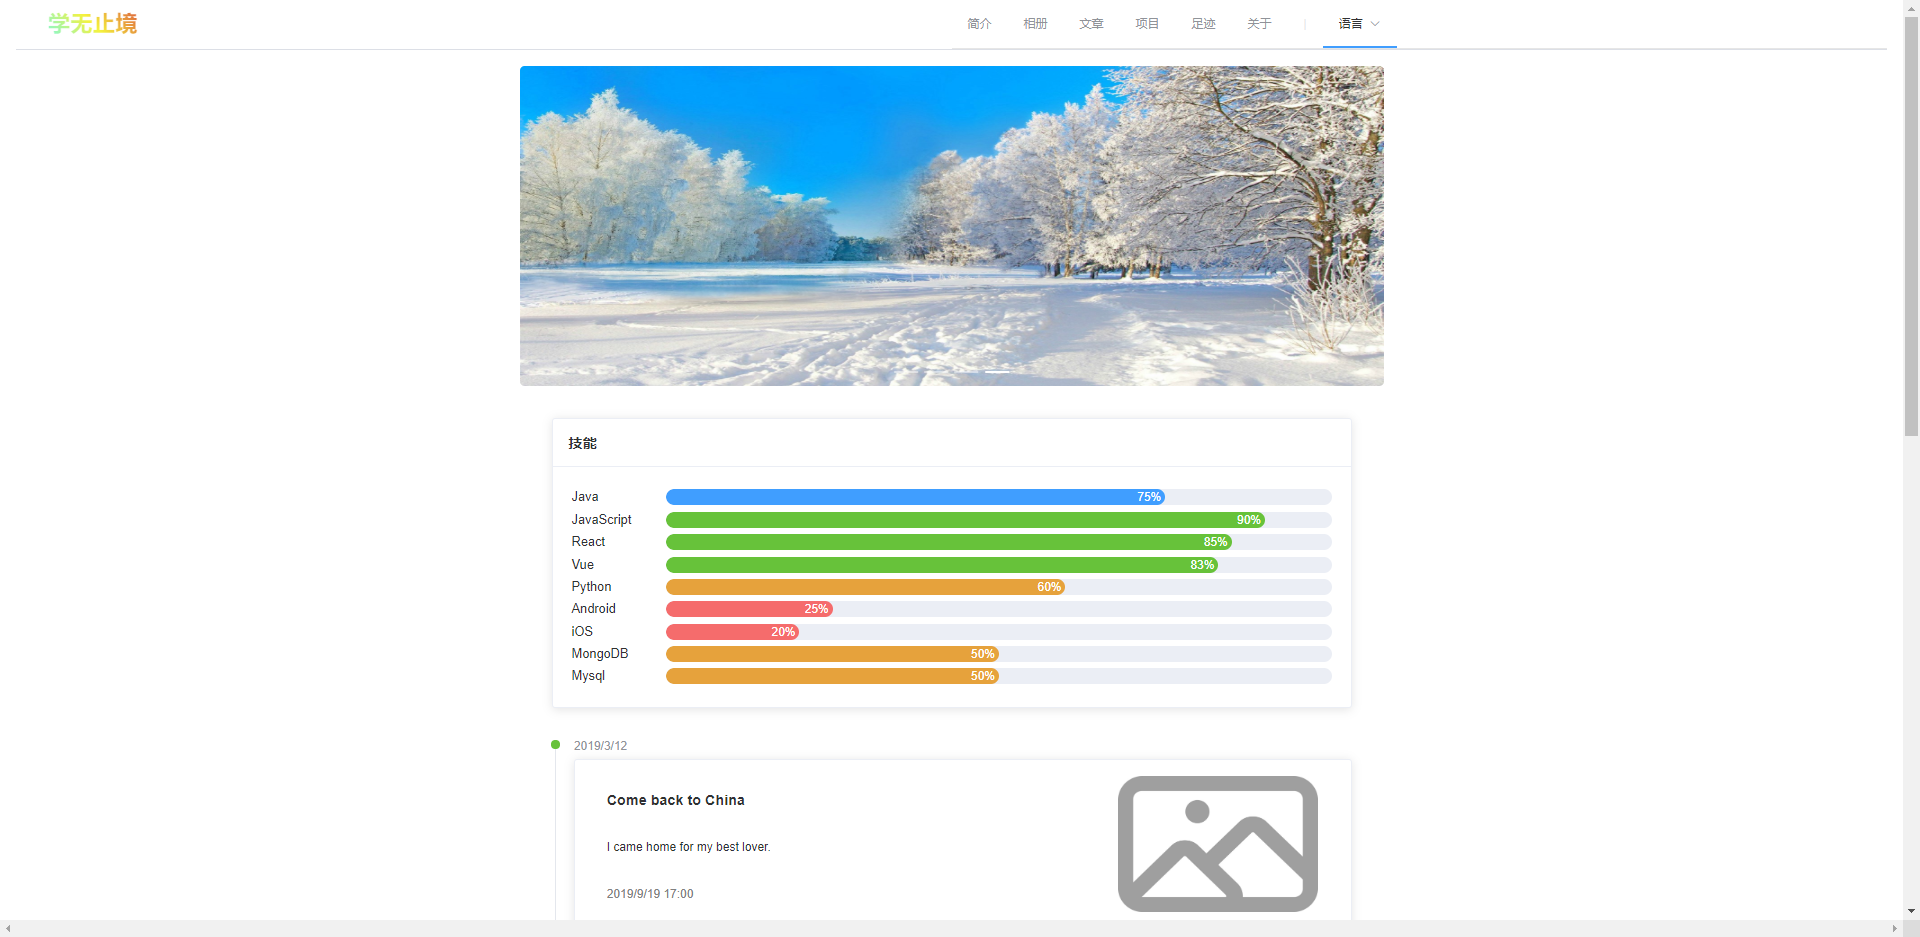 学无止境
简介 相册 文章 项目 足迹 关于 | 语言
技能
Java 75%
JavaScript 90%
React 85%
Vue 83%
Python 60%
Android 25%
iOS 20%
MongoDB 50%
Mysql 50%
2019/3/12
Come back to China
I came home for my best lover.
2019/9/19 17:00